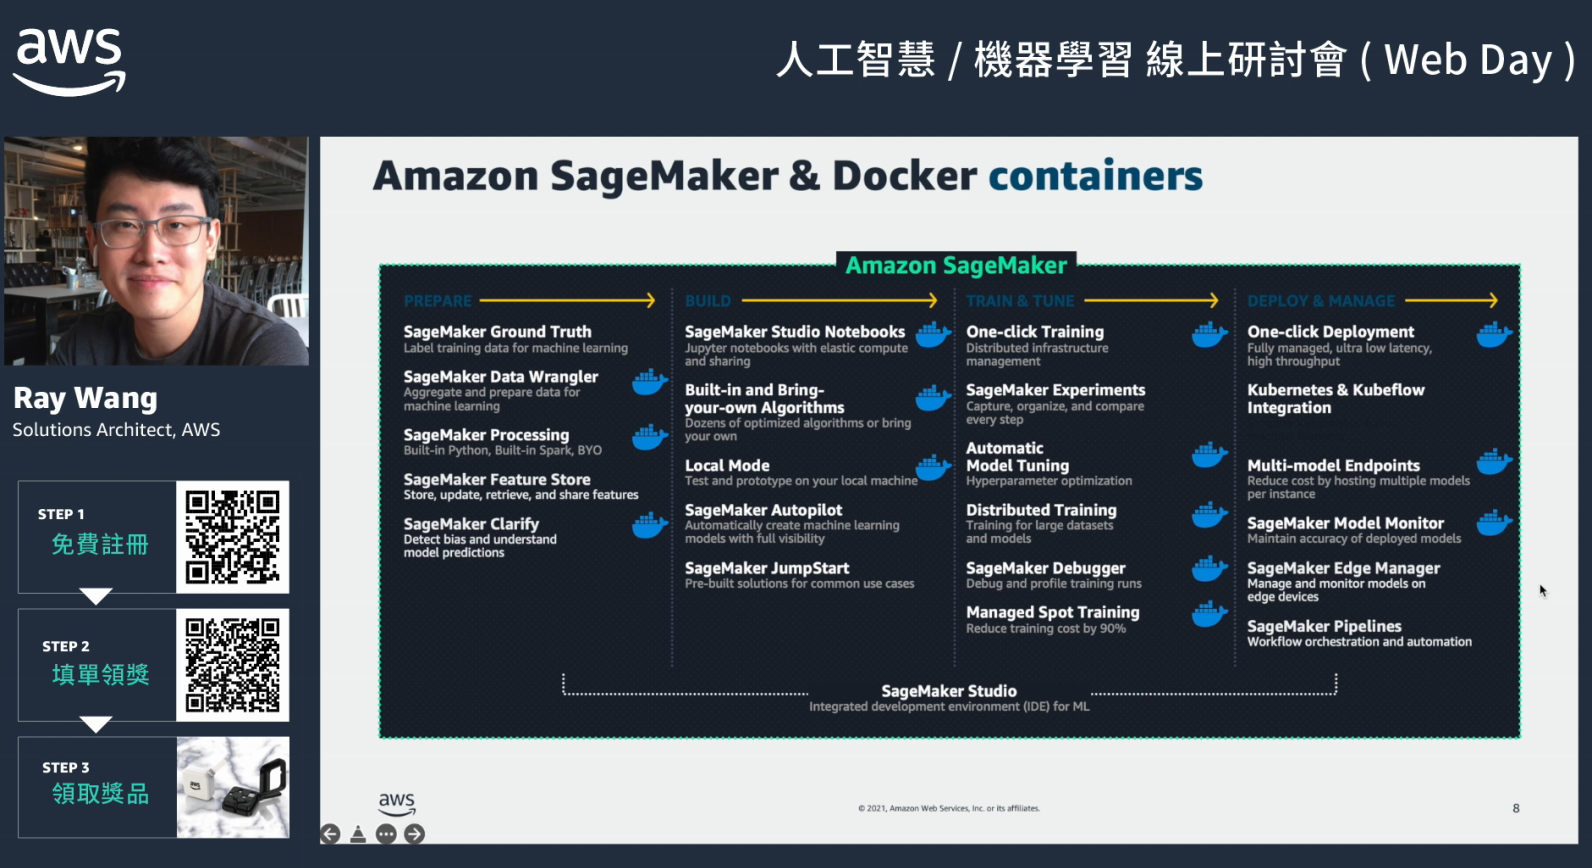 aws
人工智慧 / 機器學習 線上研討會 ( Web Day )
Ray Wang
Solutions Architect, AWS
STEP 1
免費註冊
STEP 2
填單領獎
STEP 3
領取獎品
aws
Amazon SageMaker & Docker containers
Amazon SageMaker
PREPARE
SageMaker Ground Truth
Label training data for machine learning
SageMaker Data Wrangler
Aggregate and prepare data for
machine learning
SageMaker Processing
Built-in Python, Built-in Spark, BYO
SageMaker Feature Store
Store, update, retrieve, and share features
SageMaker Clarify
Detect bias and understand
model predictions
BUILD
SageMaker Studio Notebooks
Jupyter notebooks with elastic compute
and sharing
Built-in and Bring-
your-own Algorithms
Dozens of optimized algorithms or bring
your own
Local Mode
Test and prototype on your local machine
SageMaker Autopilot
Automatically create machine learning
models with full visibility
SageMaker JumpStart
Pre-built solutions for common use cases
TRAIN & TUNE
One-click Training
Distributed infrastructure
management
SageMaker Experiments
Capture, organize, and compare
every step
Automatic
Model Tuning
Hyperparameter optimization
Distributed Training
Training for large datasets
and models
SageMaker Debugger
Debug and profile training runs
Managed Spot Training
Reduce training cost by 90%
DEPLOY & MANAGE
One-click Deployment
Fully managed, ultra low latency,
high throughput
Kubernetes & Kubeflow
Integration
Multi-model Endpoints
Reduce cost by hosting multiple models
per instance
SageMaker Model Monitor
Maintain accuracy of deployed models
SageMaker Edge Manager
Manage and monitor models on
edge devices
SageMaker Pipelines
Workflow orchestration and automation
SageMaker Studio
Integrated development environment (IDE) for ML
aws
© 2021, Amazon Web Services, Inc. or its affiliates.
8